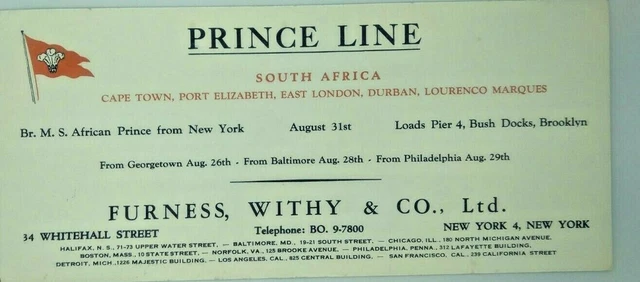 PRINCE LINE
SOUTH AFRICA
CAPE TOWN, PORT ELIZABETH, EAST LONDON, DURBAN, LOURENCO MARQUES
Br. M. S. African Prince from New York August 31st Loads Pier 4, Bush Docks, Brooklyn
From Georgetown Aug. 26th - From Baltimore Aug. 28th - From Philadelphia Aug. 29th
FURNESS, WITHY & CO., Ltd.
34 WHITEHALL STREET Telephone: BO. 9-7800 NEW YORK 4, NEW YORK
HALIFAX, N. S., 71-73 UPPER WATER STREET, — BALTIMORE, MD., 19-21 SOUTH STREET. — CHICAGO, ILL., 180 NORTH MICHIGAN AVENUE,
BOSTON, MASS., 10 STATE STREET, — NORFOLK, VA., 125 BROOKE AVENUE. — PHILADELPHIA, PENNA., 312 LAFAYETTE BUILDING,
DETROIT, MICH., 1226 MAJESTIC BUILDING. — LOS ANGELES, CAL., 825 CENTRAL BUILDING. — SAN FRANCISCO, CAL., 239 CALIFORNIA STREET